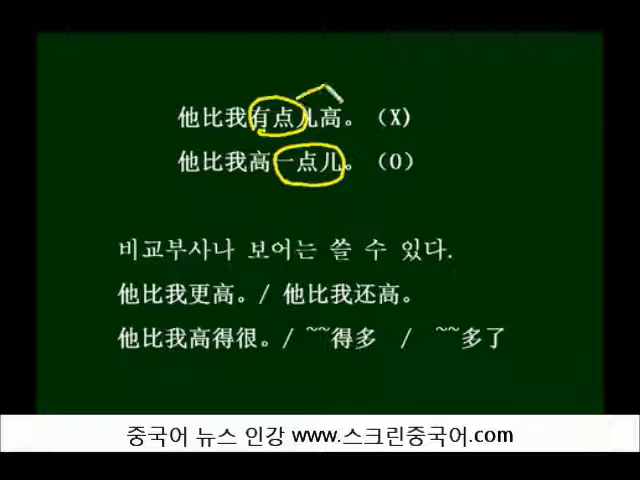 他比我有点儿高。（X）
他比我高一点儿。（O）
비교부사나 보어는 쓸 수 있다.
他比我更高。/ 他比我还高。
他比我高得很。/ ~~得多 / ~~多了
중국어 뉴스 인강 www.스크린중국어.com